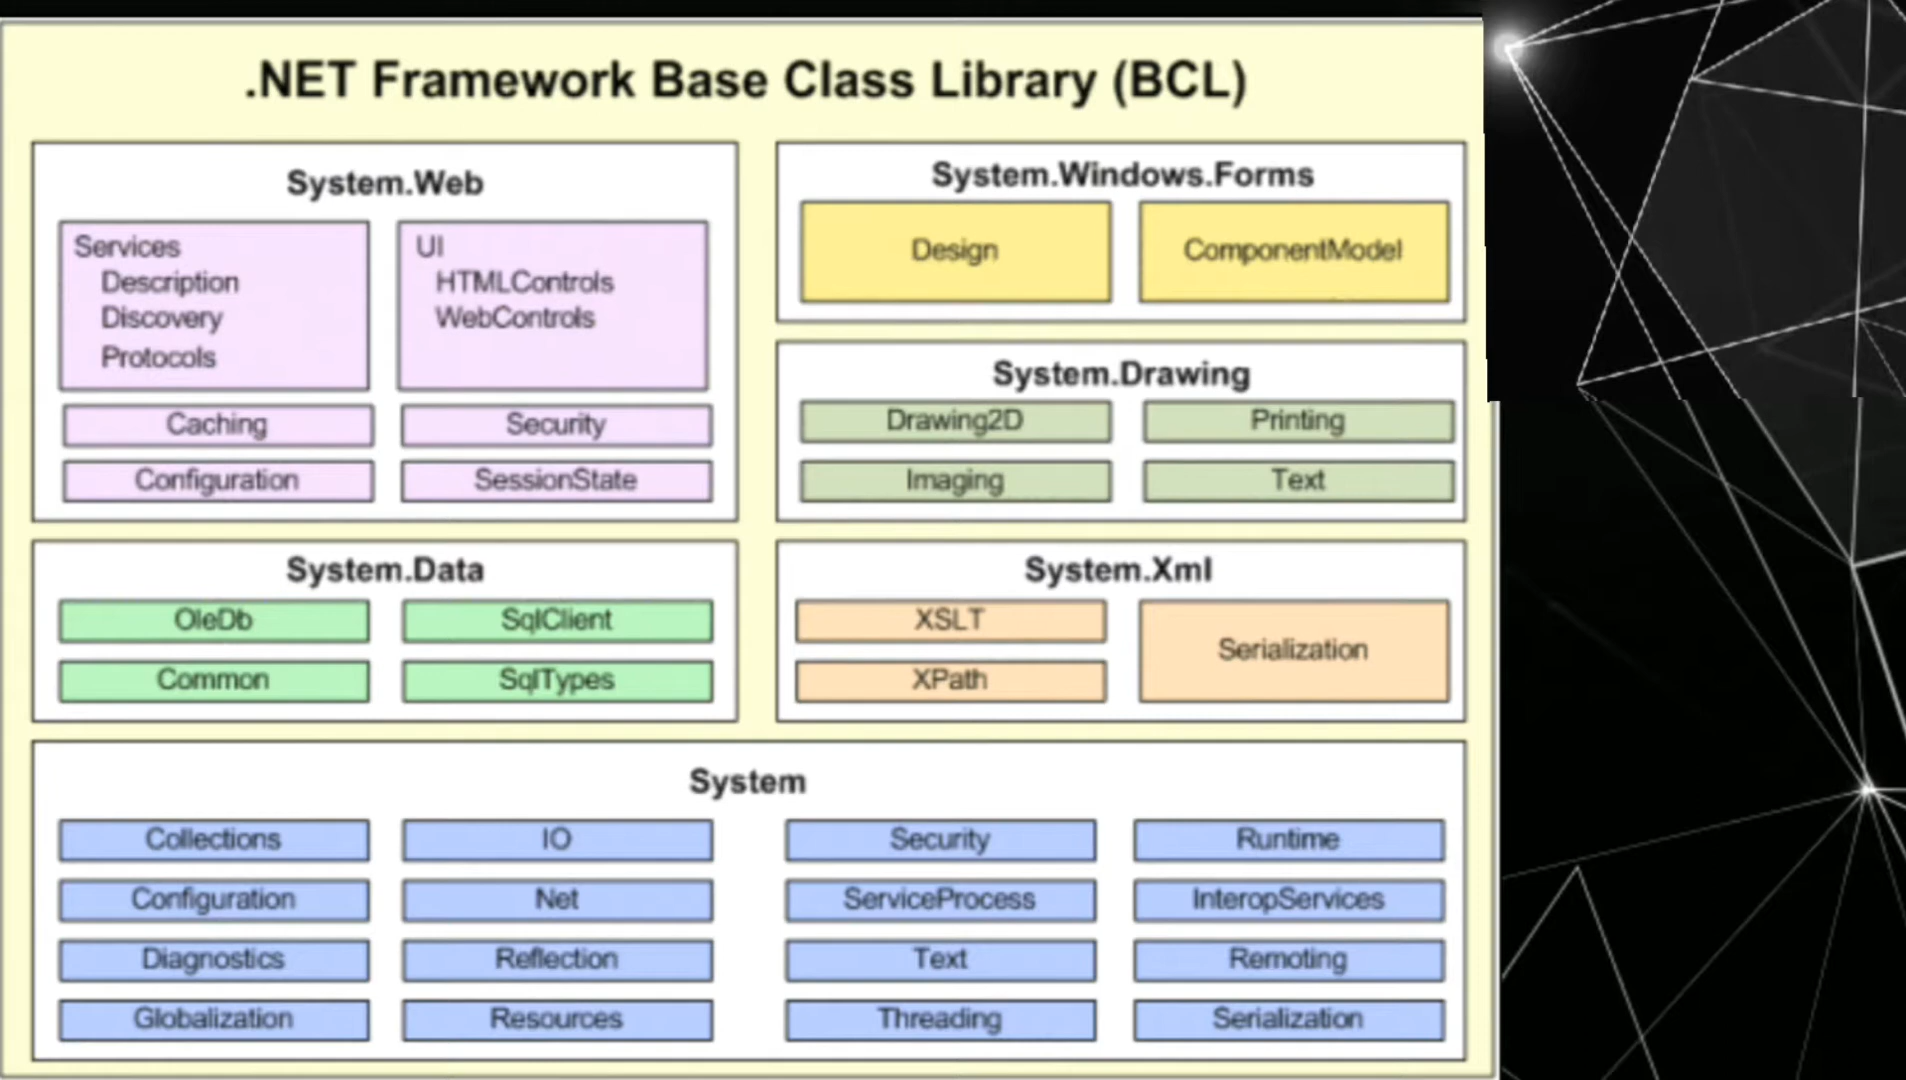 .NET Framework Base Class Library (BCL)
System.Web
Services
Description
Discovery
Protocols
UI
HTMLControls
WebControls
Caching
Security
Configuration
SessionState
System.Windows.Forms
Design
ComponentModel
System.Drawing
Drawing2D
Printing
Imaging
Text
System.Data
OleDb
SqlClient
Common
SqlTypes
System.Xml
XSLT
Serialization
XPath
System
Collections
IO
Security
Runtime
Configuration
Net
ServiceProcess
InteropServices
Diagnostics
Reflection
Text
Remoting
Globalization
Resources
Threading
Serialization